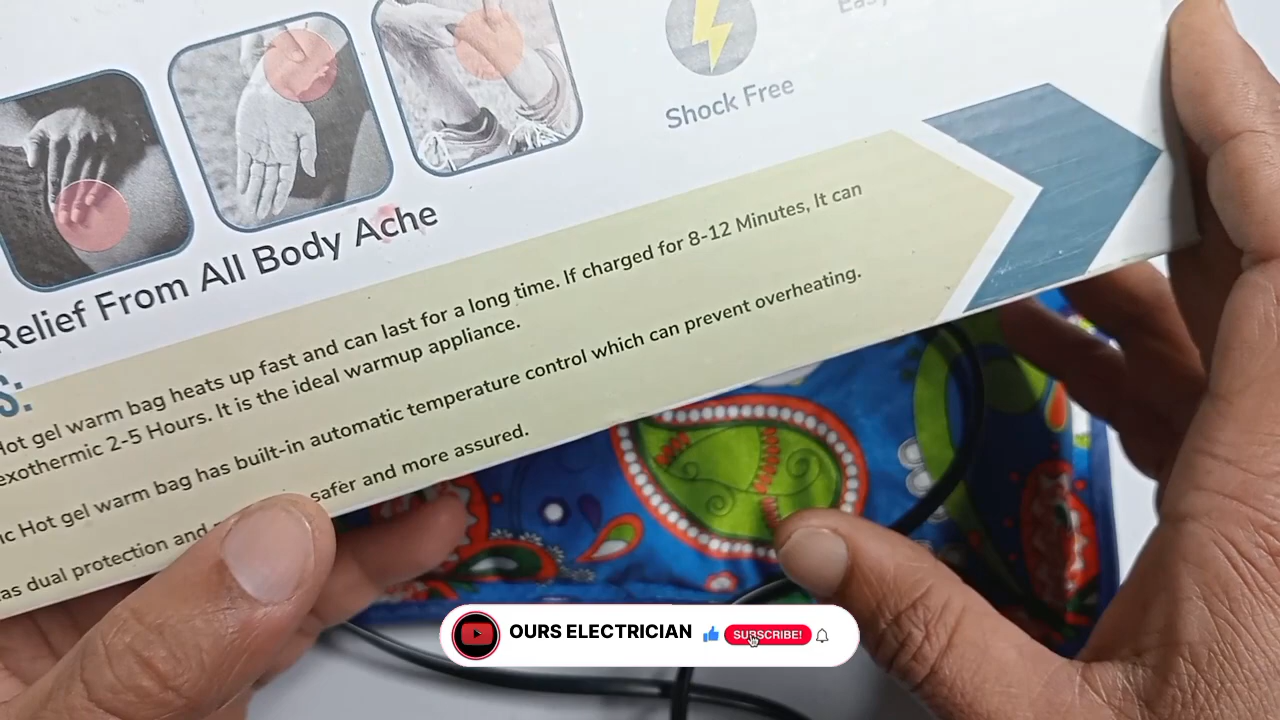 Easy
Shock Free
Relief From All Body Ache
S:
Hot gel warm bag heats up fast and can last for a long time. If charged for 8-12 Minutes, It can
exothermic 2-5 Hours. It is the ideal warmup appliance.
ic Hot gel warm bag has built-in automatic temperature control which can prevent overheating.
as dual protection and safer and more assured.
OURS ELECTRICIAN
SUBSCRIBE!